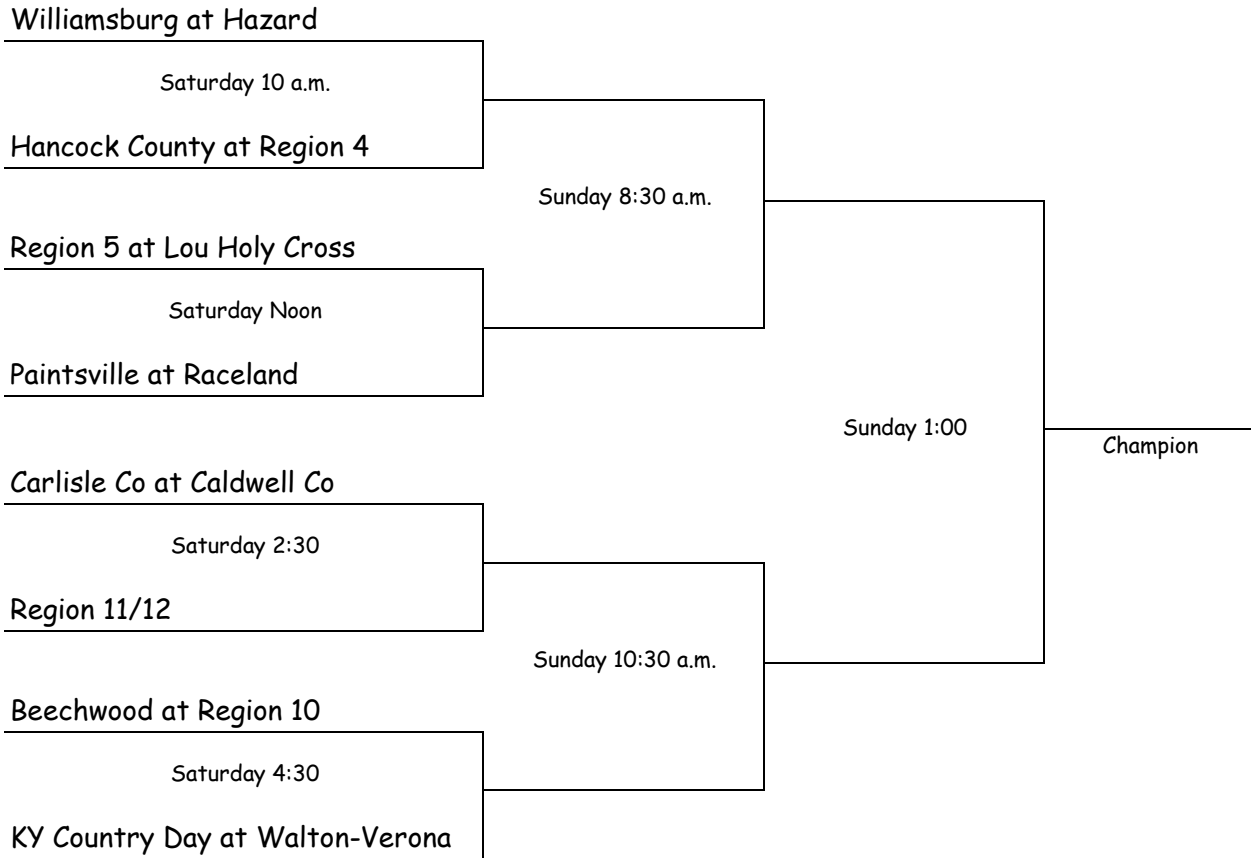 Williamsburg at Hazard
Saturday 10 a.m.
Hancock County at Region 4
Sunday 8:30 a.m.
Region 5 at Lou Holy Cross
Saturday Noon
Paintsville at Raceland
Sunday 1:00
Champion
Carlisle Co at Caldwell Co
Saturday 2:30
Region 11/12
Sunday 10:30 a.m.
Beechwood at Region 10
Saturday 4:30
KY Country Day at Walton-Verona